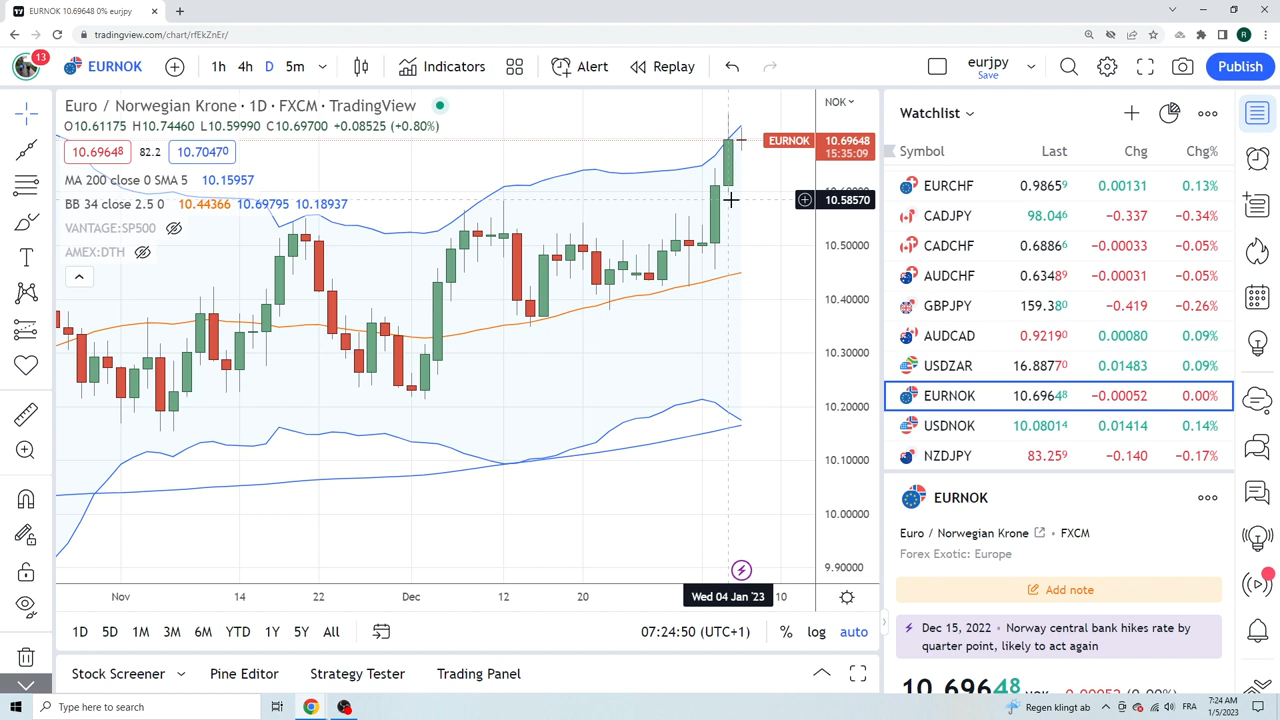 EURNOK 10.69648 0% eurjpy
tradingview.com/chart/rfEkZnEr/
R
13
EURNOK
1h 4h D 5m
Indicators
Alert
Replay
eurjpy
Save
Publish
Euro / Norwegian Krone · 1D · FXCM · TradingView
NOK
O10.61175 H10.74460 L10.59990 C10.69700 +0.08525 (+0.80%)
10.69648 82.2 10.70470
MA 200 close 0 SMA 5 10.15957
BB 34 close 2.5 0 10.44366 10.69795 10.18937
VANTAGE:SP500
AMEX:DTH
EURNOK 10.69648
15:35:09
10.60000
10.58570
10.50000
10.40000
10.30000
10.20000
10.10000
10.00000
9.90000
Nov 14 22 Dec 12 20 Wed 04 Jan '23 10
1D 5D 1M 3M 6M YTD 1Y 5Y All
07:24:50 (UTC+1) % log auto
Stock Screener Pine Editor Strategy Tester Trading Panel
Watchlist
Symbol Last Chg Chg%
EURCHF 0.98659 0.00131 0.13%
CADJPY 98.046 −0.337 −0.34%
CADCHF 0.68866 −0.00033 −0.05%
AUDCHF 0.63489 −0.00031 −0.05%
GBPJPY 159.380 −0.419 −0.26%
AUDCAD 0.92190 0.00080 0.09%
USDZAR 16.88770 0.01483 0.09%
EURNOK 10.69648 −0.00052 0.00%
USDNOK 10.08014 0.01414 0.14%
NZDJPY 83.259 −0.140 −0.17%
EURNOK
Euro / Norwegian Krone • FXCM
Forex Exotic: Europe
Add note
Dec 15, 2022 • Norway central bank hikes rate by
quarter point, likely to act again
10.69648 NOK −0.00052 (0.00%)
Type here to search
Regen klingt ab
FRA
7:24 AM
1/5/2023